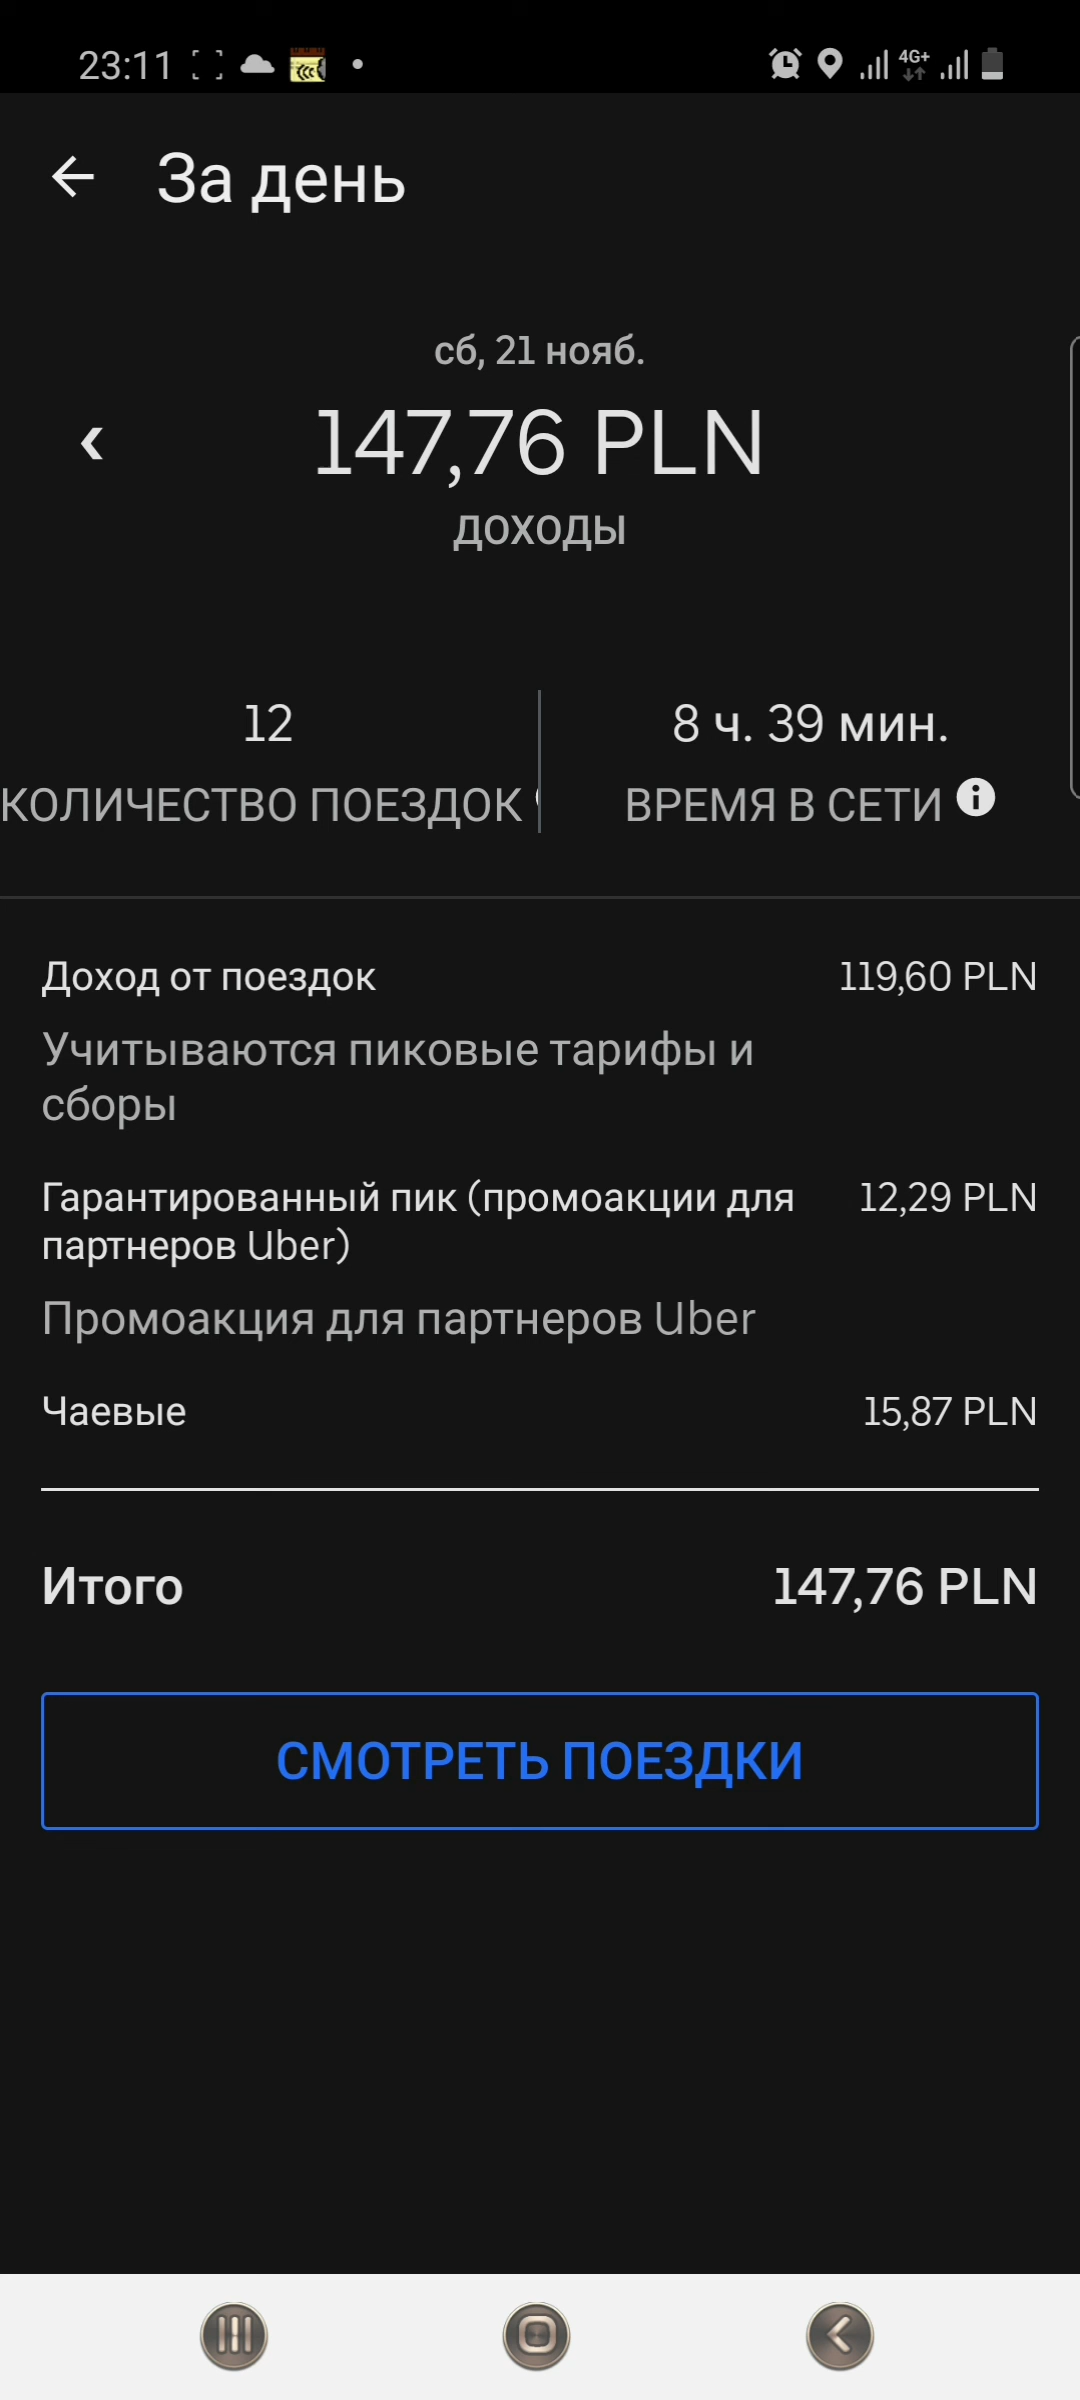 23:11
4G+
За день
сб, 21 нояб.
147,76 PLN
доходы
12
8 ч. 39 мин.
КОЛИЧЕСТВО ПОЕЗДОК
ВРЕМЯ В СЕТИ
Доход от поездок 119,60 PLN
Учитываются пиковые тарифы и
сборы
Гарантированный пик (промоакции для 12,29 PLN
партнеров Uber)
Промоакция для партнеров Uber
Чаевые 15,87 PLN
Итого 147,76 PLN
СМОТРЕТЬ ПОЕЗДКИ